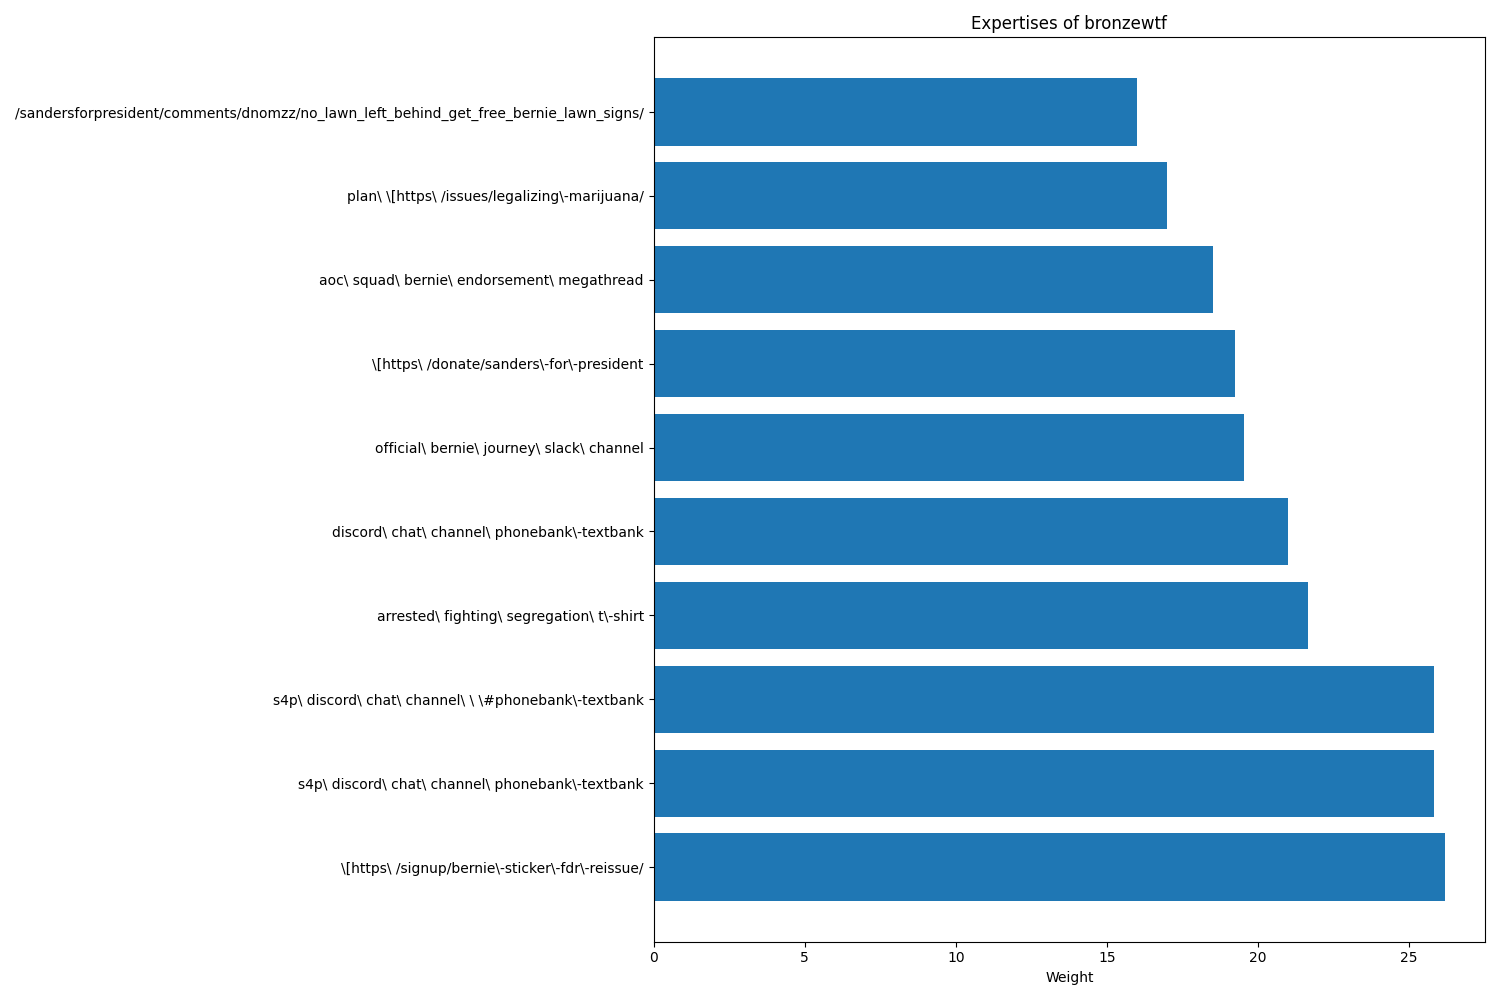 Expertises of bronzewtf
/sandersforpresident/comments/dnomzz/no_lawn_left_behind_get_free_bernie_lawn_signs/
plan\ \[https\ /issues/legalizing\-marijuana/
aoc\ squad\ bernie\ endorsement\ megathread
\[https\ /donate/sanders\-for\-president
official\ bernie\ journey\ slack\ channel
discord\ chat\ channel\ phonebank\-textbank
arrested\ fighting\ segregation\ t\-shirt
s4p\ discord\ chat\ channel\ \ \#phonebank\-textbank
s4p\ discord\ chat\ channel\ phonebank\-textbank
\[https\ /signup/bernie\-sticker\-fdr\-reissue/
0 5 10 15 20 25
Weight